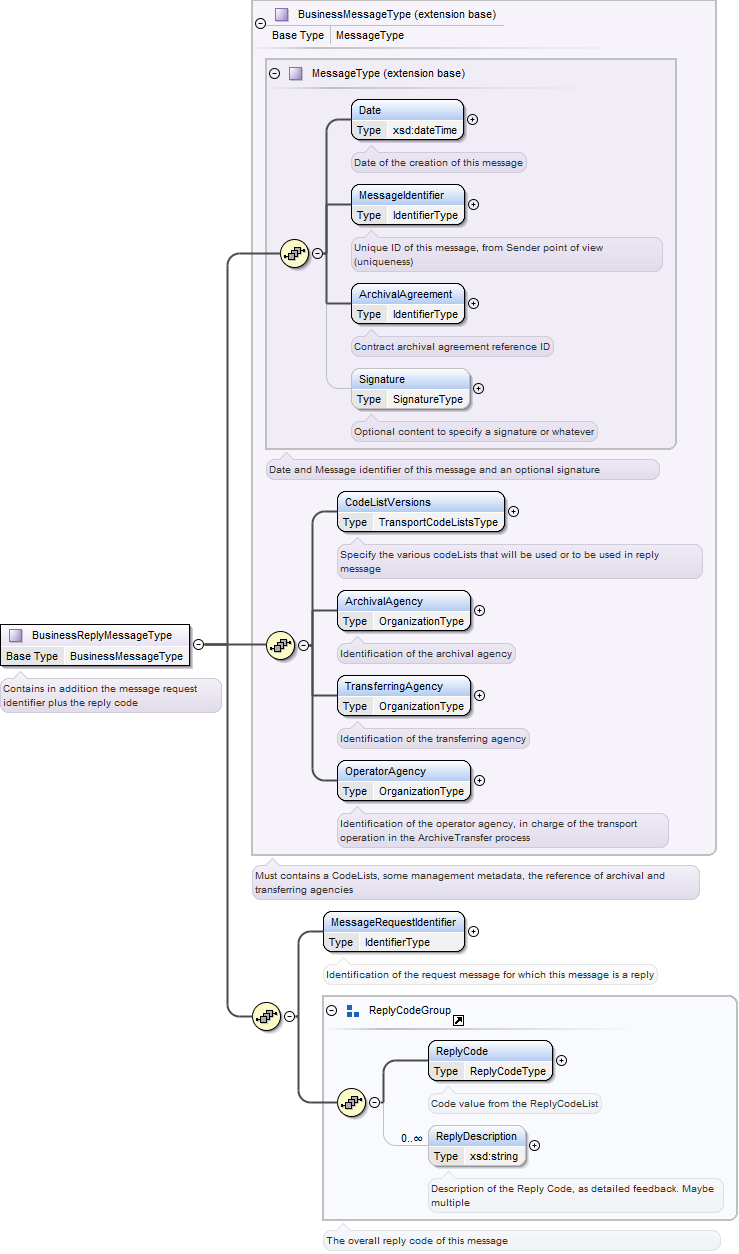 BusinessMessageType (extension base)
Base Type MessageType
MessageType (extension base)
Date
Type xsd:dateTime
Date of the creation of this message
MessageIdentifier
Type IdentifierType
Unique ID of this message, from Sender point of view
(uniqueness)
ArchivalAgreement
Type IdentifierType
Contract archival agreement reference ID
Signature
Type SignatureType
Optional content to specify a signature or whatever
Date and Message identifier of this message and an optional signature
CodeListVersions
Type TransportCodeListsType
Specify the various codeLists that will be used or to be used in reply
message
ArchivalAgency
Type OrganizationType
Identification of the archival agency
BusinessReplyMessageType
Base Type BusinessMessageType
Contains in addition the message request
identifier plus the reply code
TransferringAgency
Type OrganizationType
Identification of the transferring agency
OperatorAgency
Type OrganizationType
Identification of the operator agency, in charge of the transport
operation in the ArchiveTransfer process
Must contains a CodeLists, some management metadata, the reference of archival and
transferring agencies
MessageRequestIdentifier
Type IdentifierType
Identification of the request message for which this message is a reply
ReplyCodeGroup
ReplyCode
Type ReplyCodeType
Code value from the ReplyCodeList
0..∞
ReplyDescription
Type xsd:string
Description of the Reply Code, as detailed feedback. Maybe
multiple
The overall reply code of this message